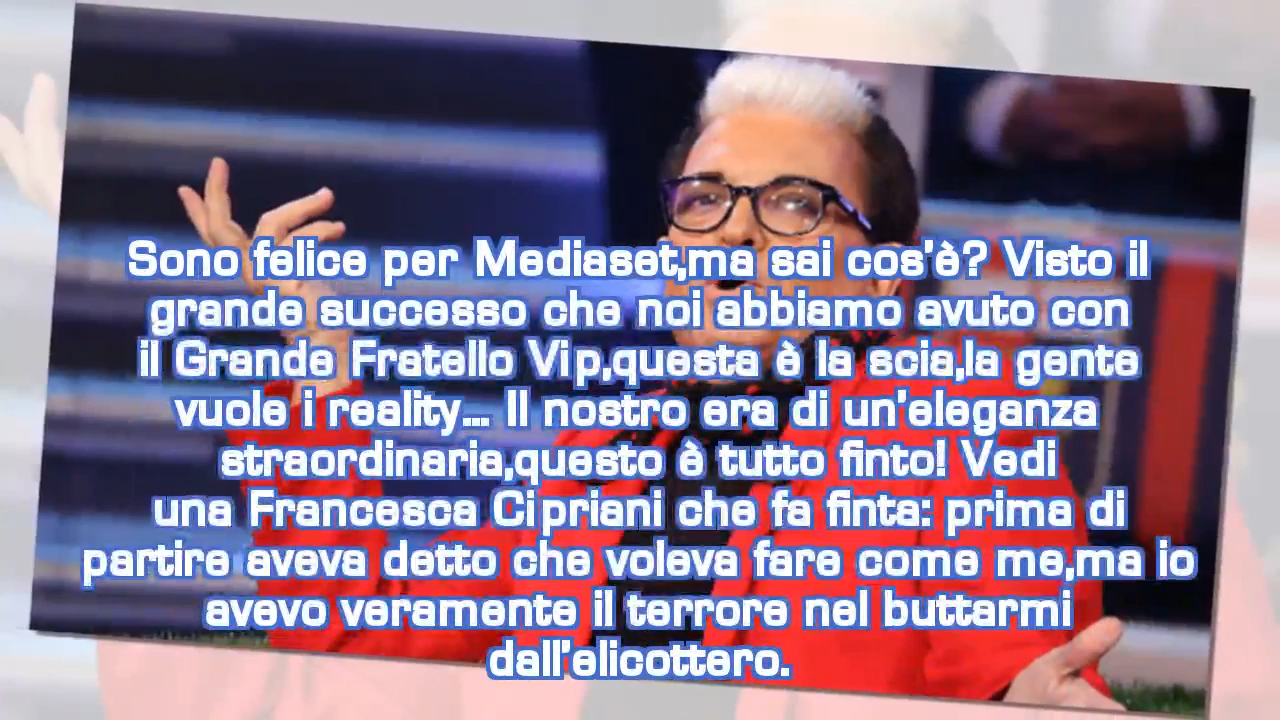 Sono felice per Mediaset,ma sai cos'è? Visto il
grande successo che noi abbiamo avuto con
il Grande Fratello Vip,questa è la scia,la gente
vuole i reality... Il nostro era di un'eleganza
straordinaria,questo è tutto finto! Vedi
una Francesca Cipriani che fa finta: prima di
partire aveva detto che voleva fare come me,ma io
avevo veramente il terrore nel buttarmi
dall'elicottero.